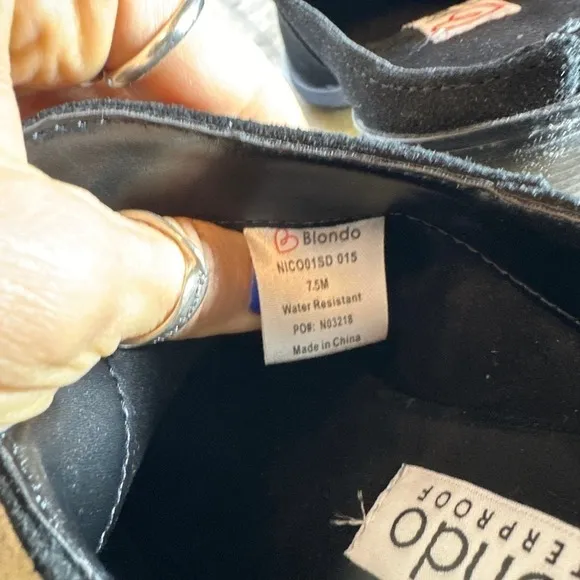 Blondo
NICO01SD 015
7.5M
Water Resistant
PO#: N03218
Made in China
ondo
ERPROOF